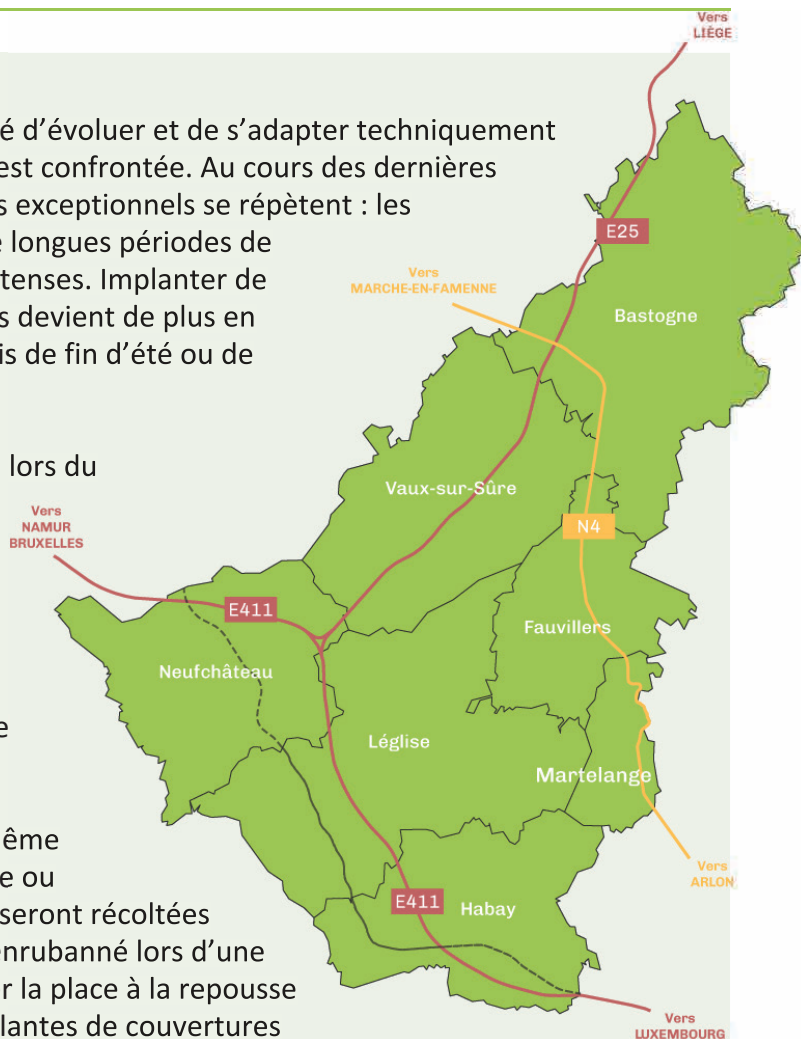 é d’évoluer et de s’adapter techniquement
est confrontée. Au cours des dernières
s exceptionnels se répètent : les
e longues périodes de
tenses. Implanter de
s devient de plus en
is de fin d’été ou de
lors du
e
ême
e ou
seront récoltées
enrubanné lors d’une
r la place à la repousse
lantes de couvertures
Vers
LIÈGE
E25
Vers
MARCHE-EN-FAMENNE
Bastogne
Vaux-sur-Sûre
Vers
NAMUR
BRUXELLES
N4
E411
Fauvillers
Neufchâteau
Léglise
Martelange
Vers
ARLON
E411
Habay
Vers
LUXEMBOURG